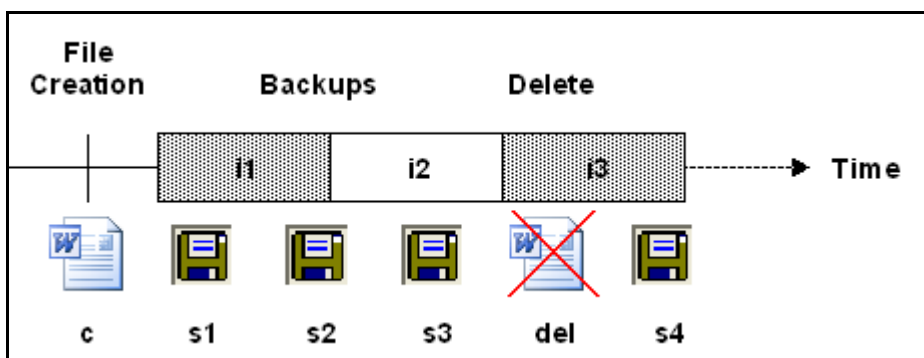 File
Creation Backups Delete
i1 i2 i3 Time
W W
c s1 s2 s3 del s4